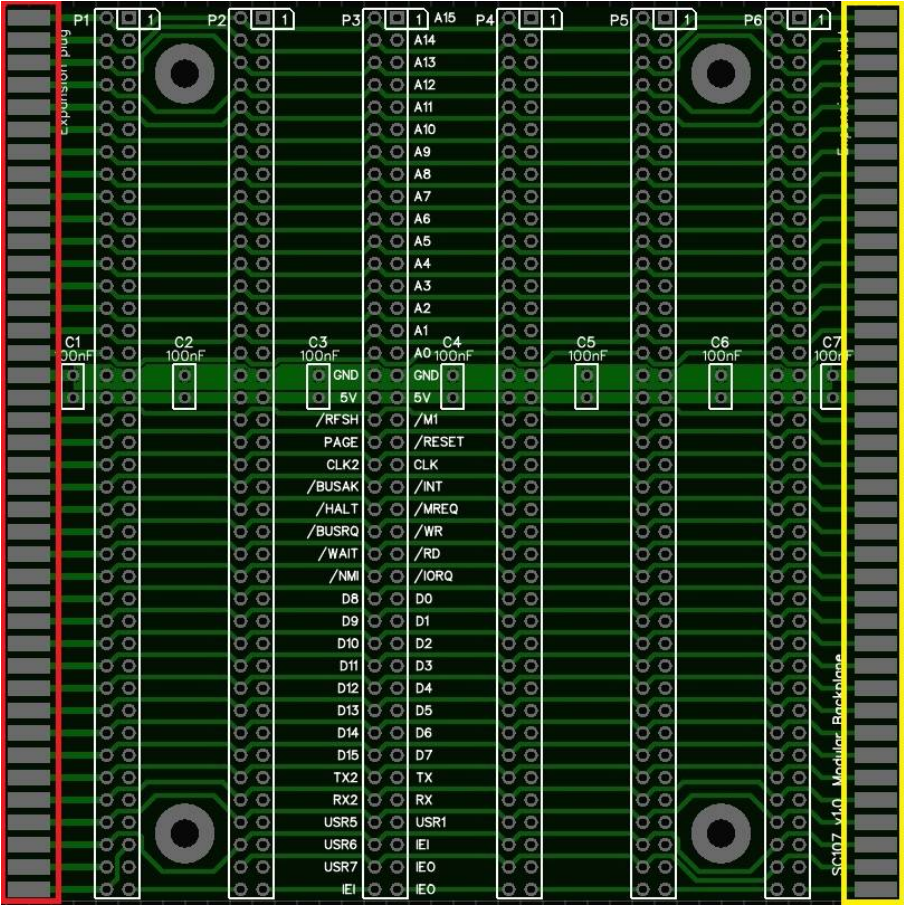 P1 1 P2 1 P3 1 A15 P4 1 P5 1 P6 1
Expansion plug
Expansion socket
A14
A13
A12
A11
A10
A9
A8
A7
A6
A5
A4
A3
A2
A1
A0
C1 C2 C3 C4 C5 C6 C7
100nF 100nF 100nF 100nF 100nF 100nF 100nF
GND GND
5V 5V
/RFSH /M1
PAGE /RESET
CLK2 CLK
/BUSAK /INT
/HALT /MREQ
/BUSRQ /WR
/WAIT /RD
/NMI /IORQ
D8 D0
D9 D1
D10 D2
D11 D3
D12 D4
D13 D5
D14 D6
D15 D7
TX2 TX
RX2 RX
USR5 USR1
USR6 IEI
USR7 IEO
IEI IEO
SC107 v1.0 Modular Backplane